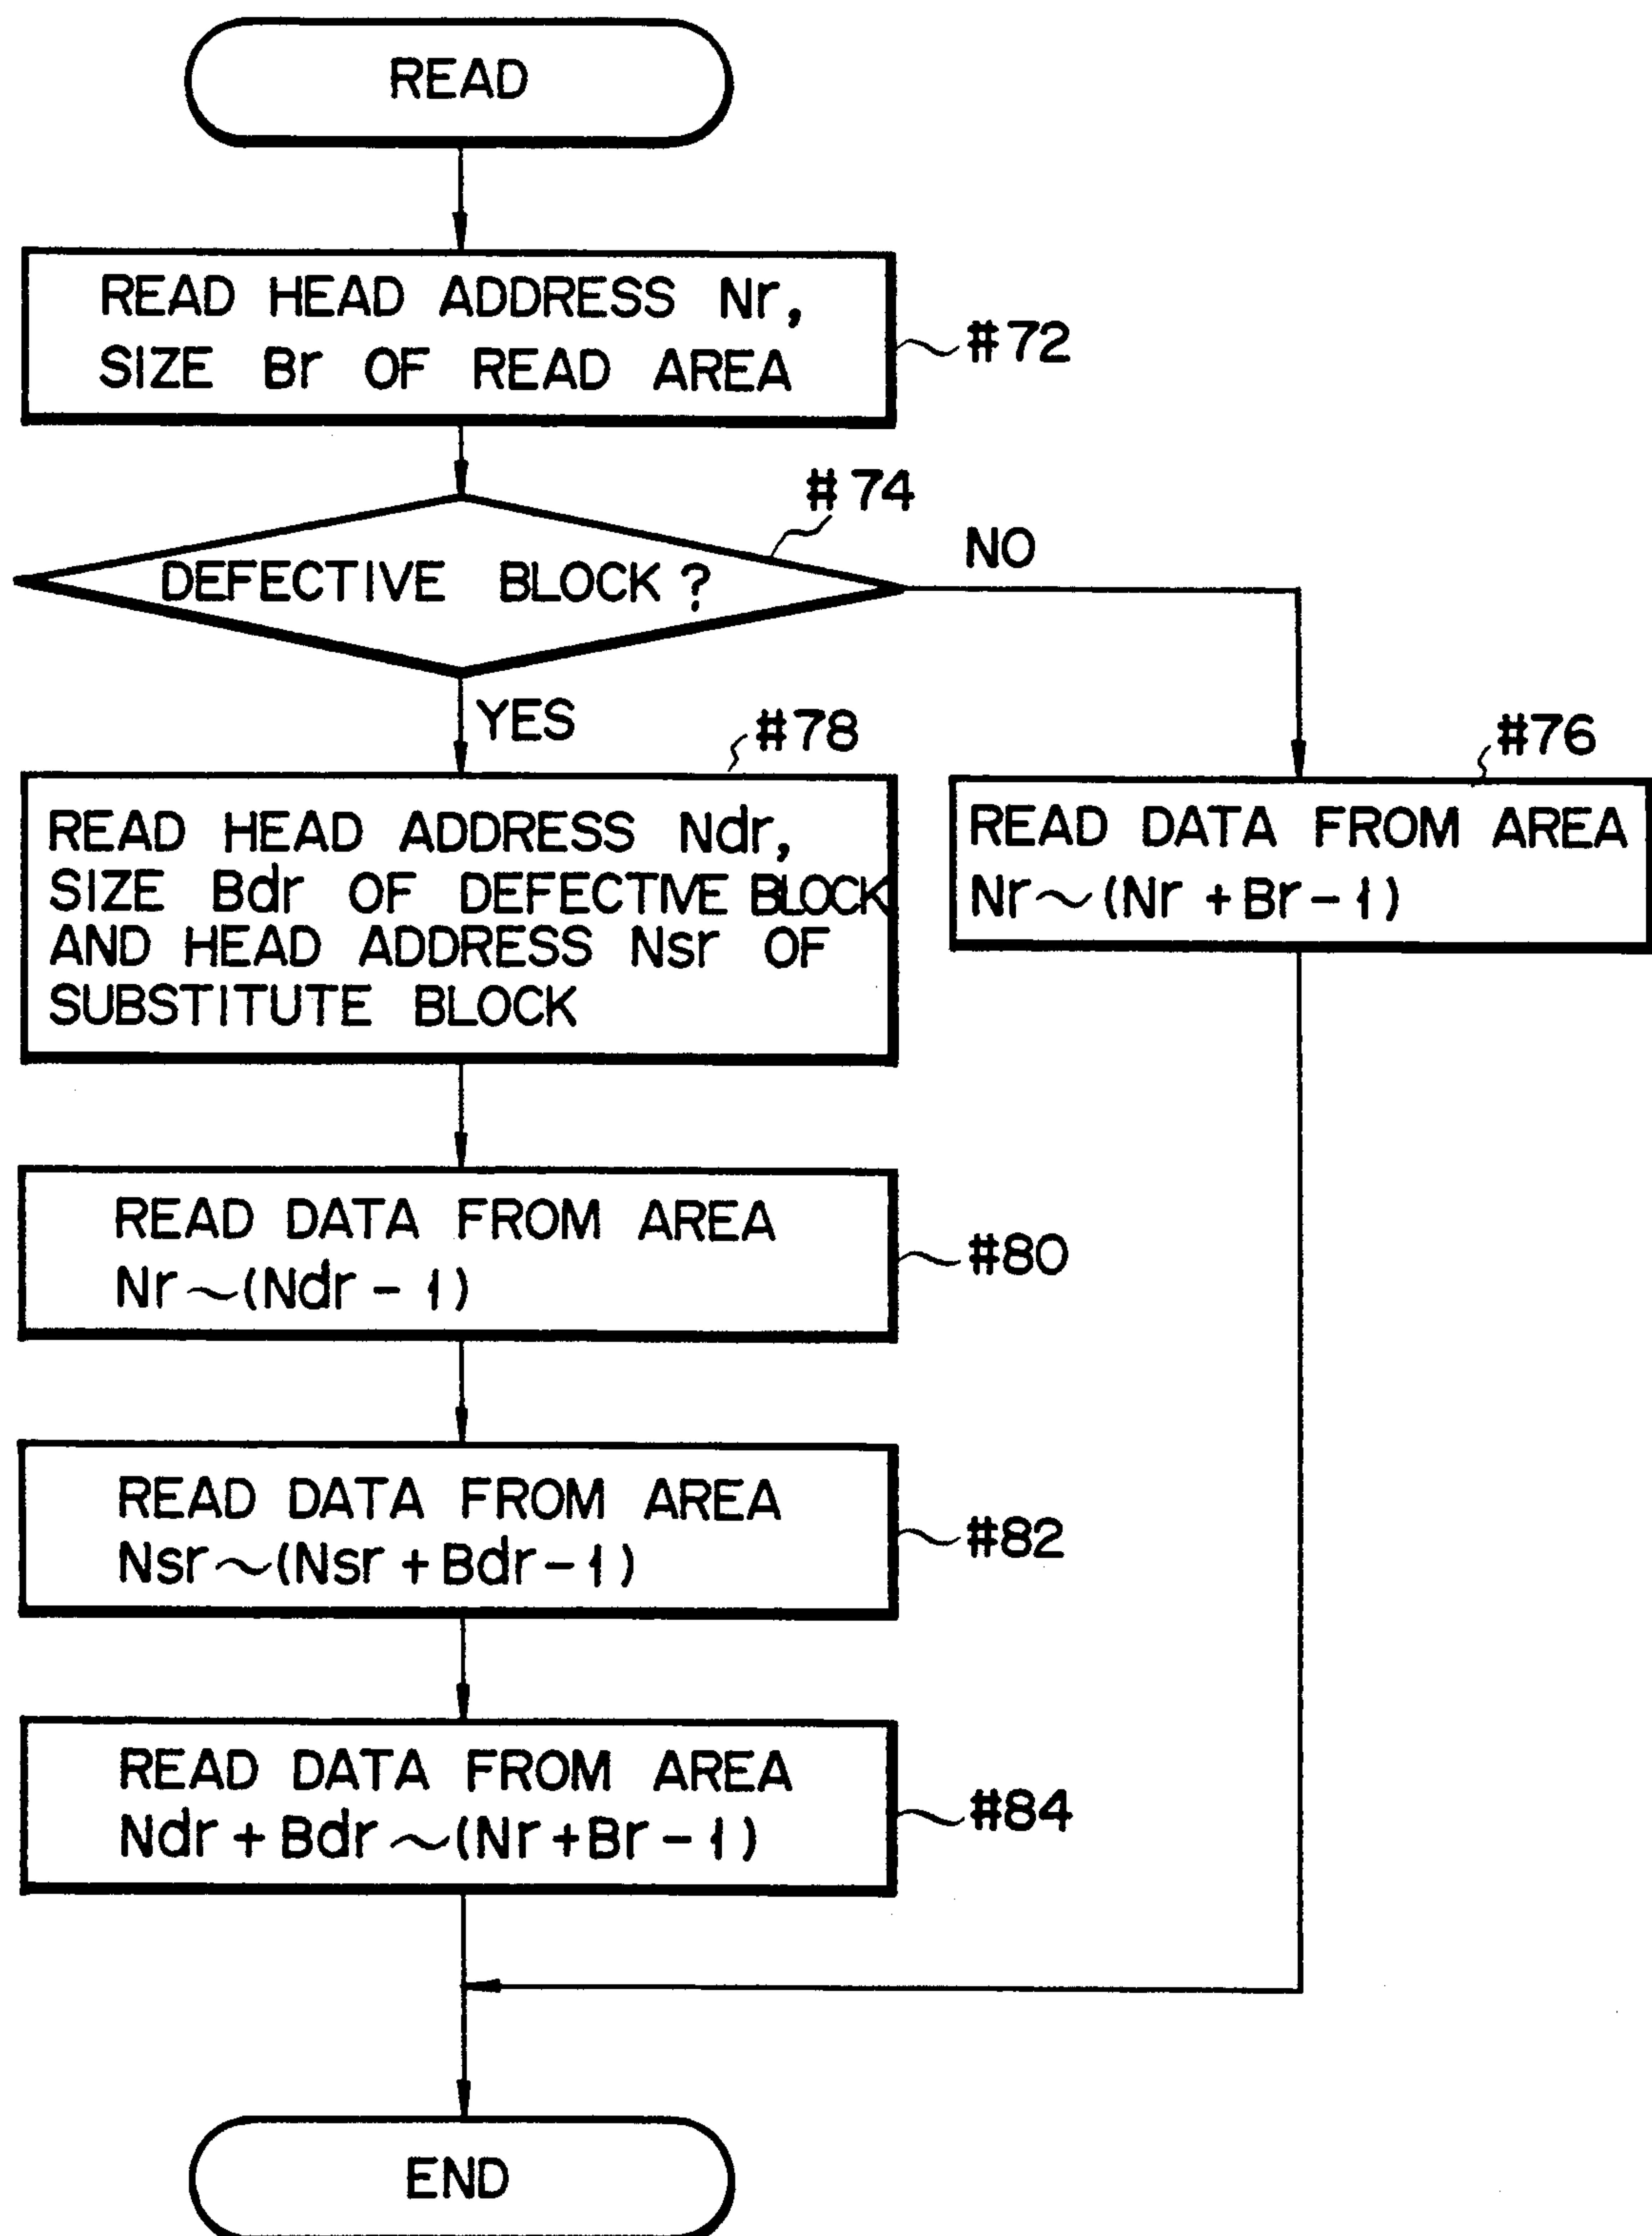 READ
READ HEAD ADDRESS Nr,
SIZE Br OF READ AREA
#72
#74
DEFECTIVE BLOCK?
NO
YES
#78
READ HEAD ADDRESS Ndr,
SIZE Bdr OF DEFECTIVE BLOCK
AND HEAD ADDRESS Nsr OF
SUBSTITUTE BLOCK
#76
READ DATA FROM AREA
Nr~(Nr+Br-1)
READ DATA FROM AREA
Nr~(Ndr-1)
#80
READ DATA FROM AREA
Nsr~(Nsr+Bdr-1)
#82
READ DATA FROM AREA
Ndr+Bdr~(Nr+Br-1)
#84
END